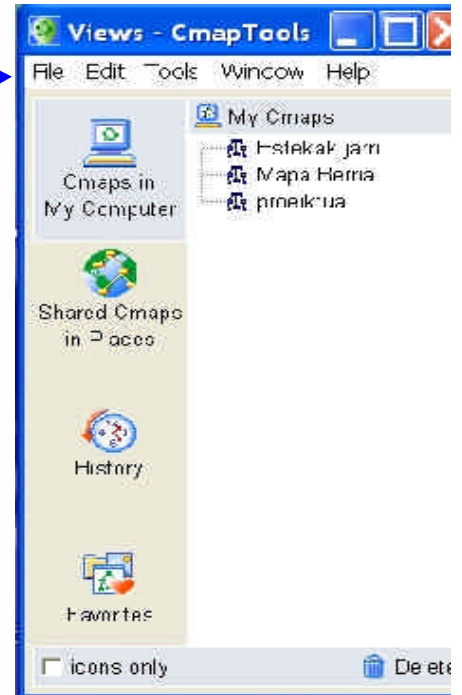 Views - CmapTools
File Edit Tools Window Help
My Cmaps
Estekak jarri
Mapa Berria
proiektua
Cmaps in
My Computer
Shared Cmaps
in Places
History
Favorites
icons only
Delete